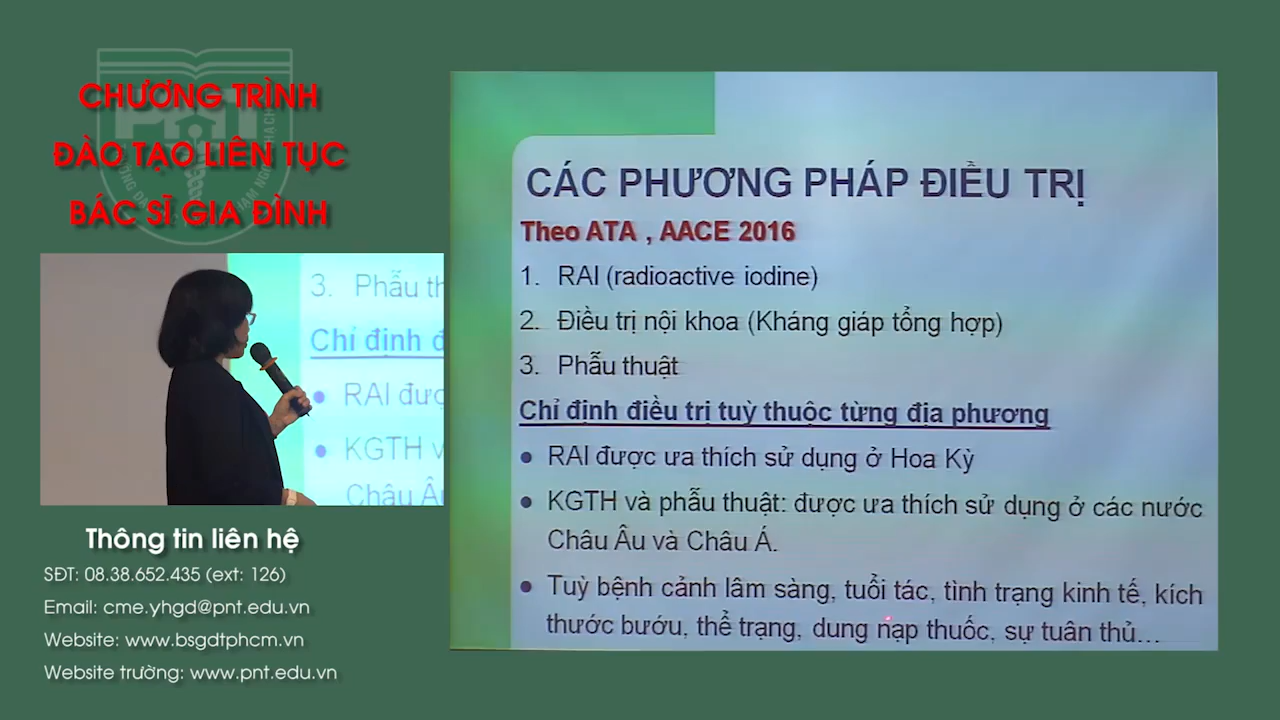 CHƯƠNG TRÌNH
ĐÀO TẠO LIÊN TỤC
BÁC SĨ GIA ĐÌNH
3. Phẫu th
Chỉ định đ
RAI đượ
KGTH v
Châu Âu
Thông tin liên hệ
SĐT: 08.38.652.435 (ext: 126)
Email: cme.yhgd@pnt.edu.vn
Website: www.bsgdtphcm.vn
Website trường: www.pnt.edu.vn
CÁC PHƯƠNG PHÁP ĐIỀU TRỊ
Theo ATA , AACE 2016
1. RAI (radioactive iodine)
2. Điều trị nội khoa (Kháng giáp tổng hợp)
3. Phẫu thuật
Chỉ định điều trị tuỳ thuộc từng địa phương
• RAI được ưa thích sử dụng ở Hoa Kỳ
• KGTH và phẫu thuật: được ưa thích sử dụng ở các nước
Châu Âu và Châu Á.
• Tuỳ bệnh cảnh lâm sàng, tuổi tác, tình trạng kinh tế, kích
thước bướu, thể trạng, dung nạp thuốc, sự tuân thủ...